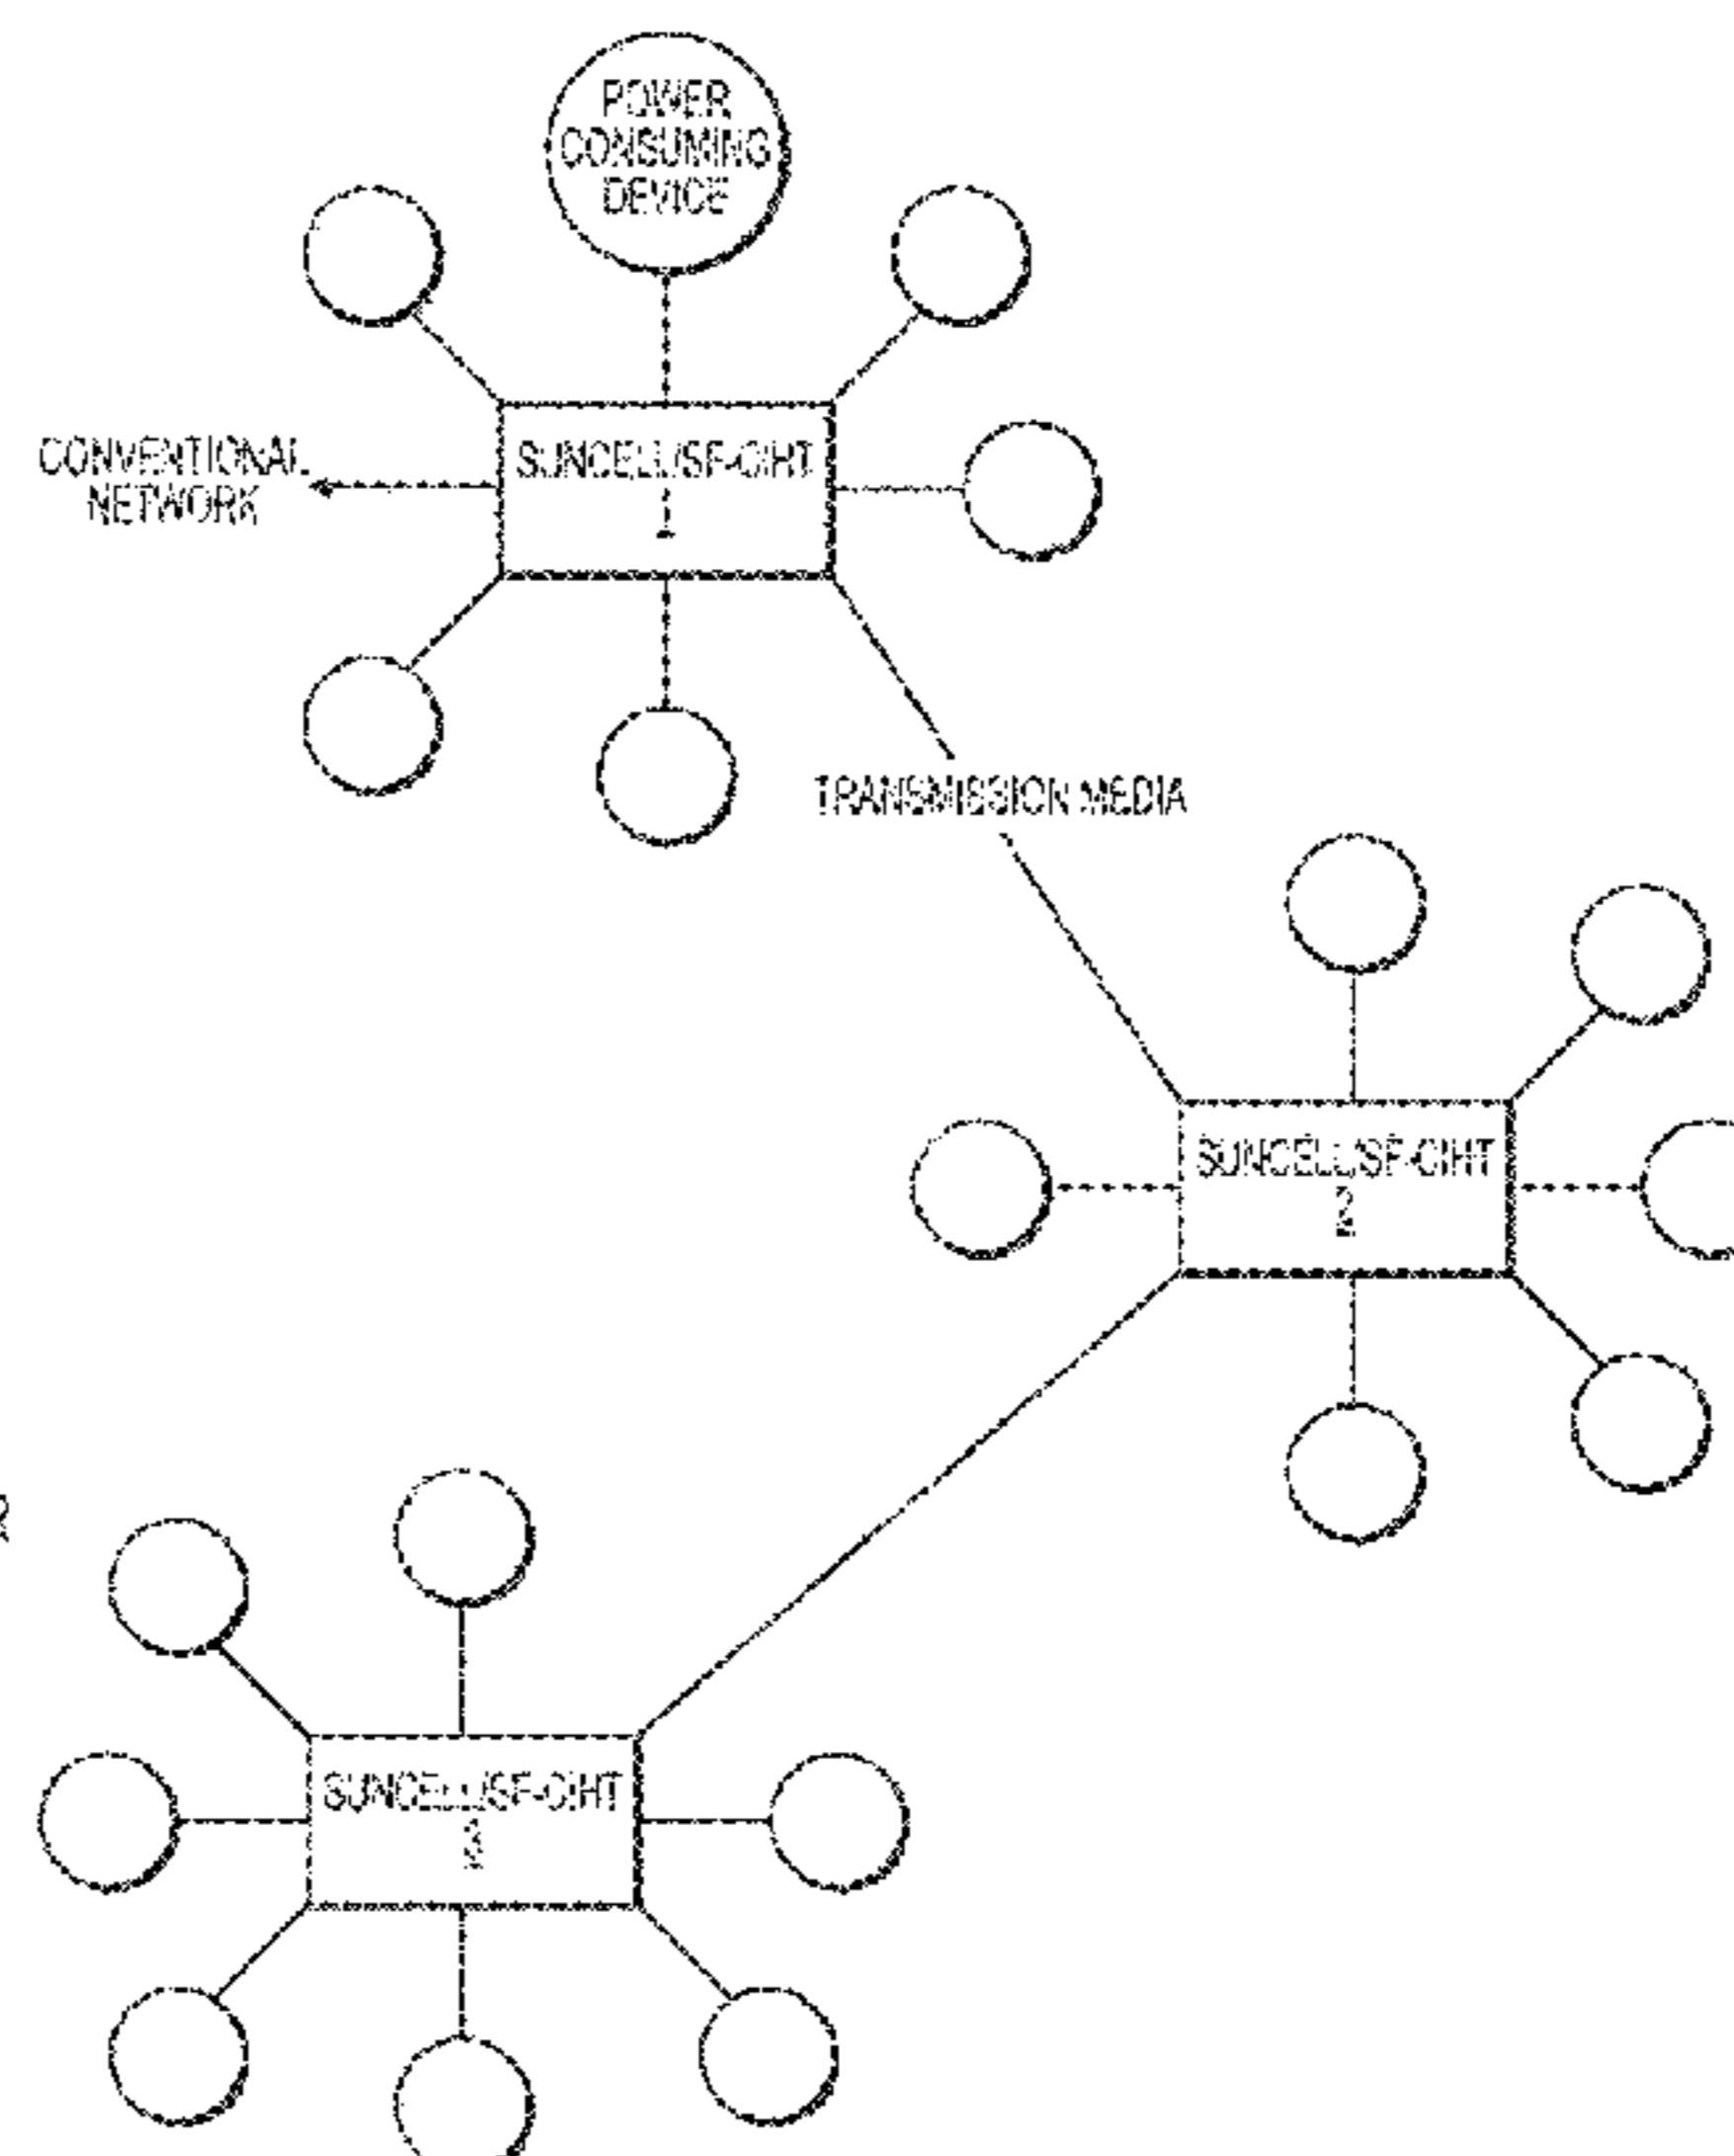 POWER
CONSUMING
DEVICE
CONVENTIONAL
NETWORK
SUNCELL/SF-CIHT
1
TRANSMISSION MEDIA
SUNCELL/SF-CIHT
2
R
SUNCELL/SF-CIHT
3